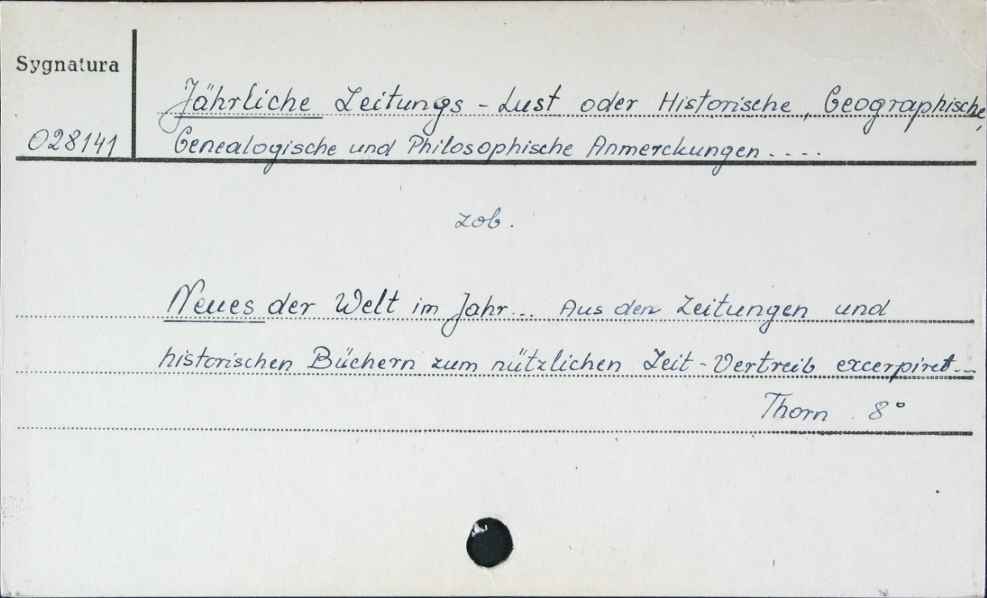 Sygnatura
Jährliche Zeitungs - Lust oder Historische, Geographische,
028141 Genealogische und Philosophische Anmerckungen....
zob.
Neues der Welt im Jahr... Aus den Zeitungen und
historischen Büchern zum nützlichen Zeit-Vertreib excerpiret...
Thorn 8°